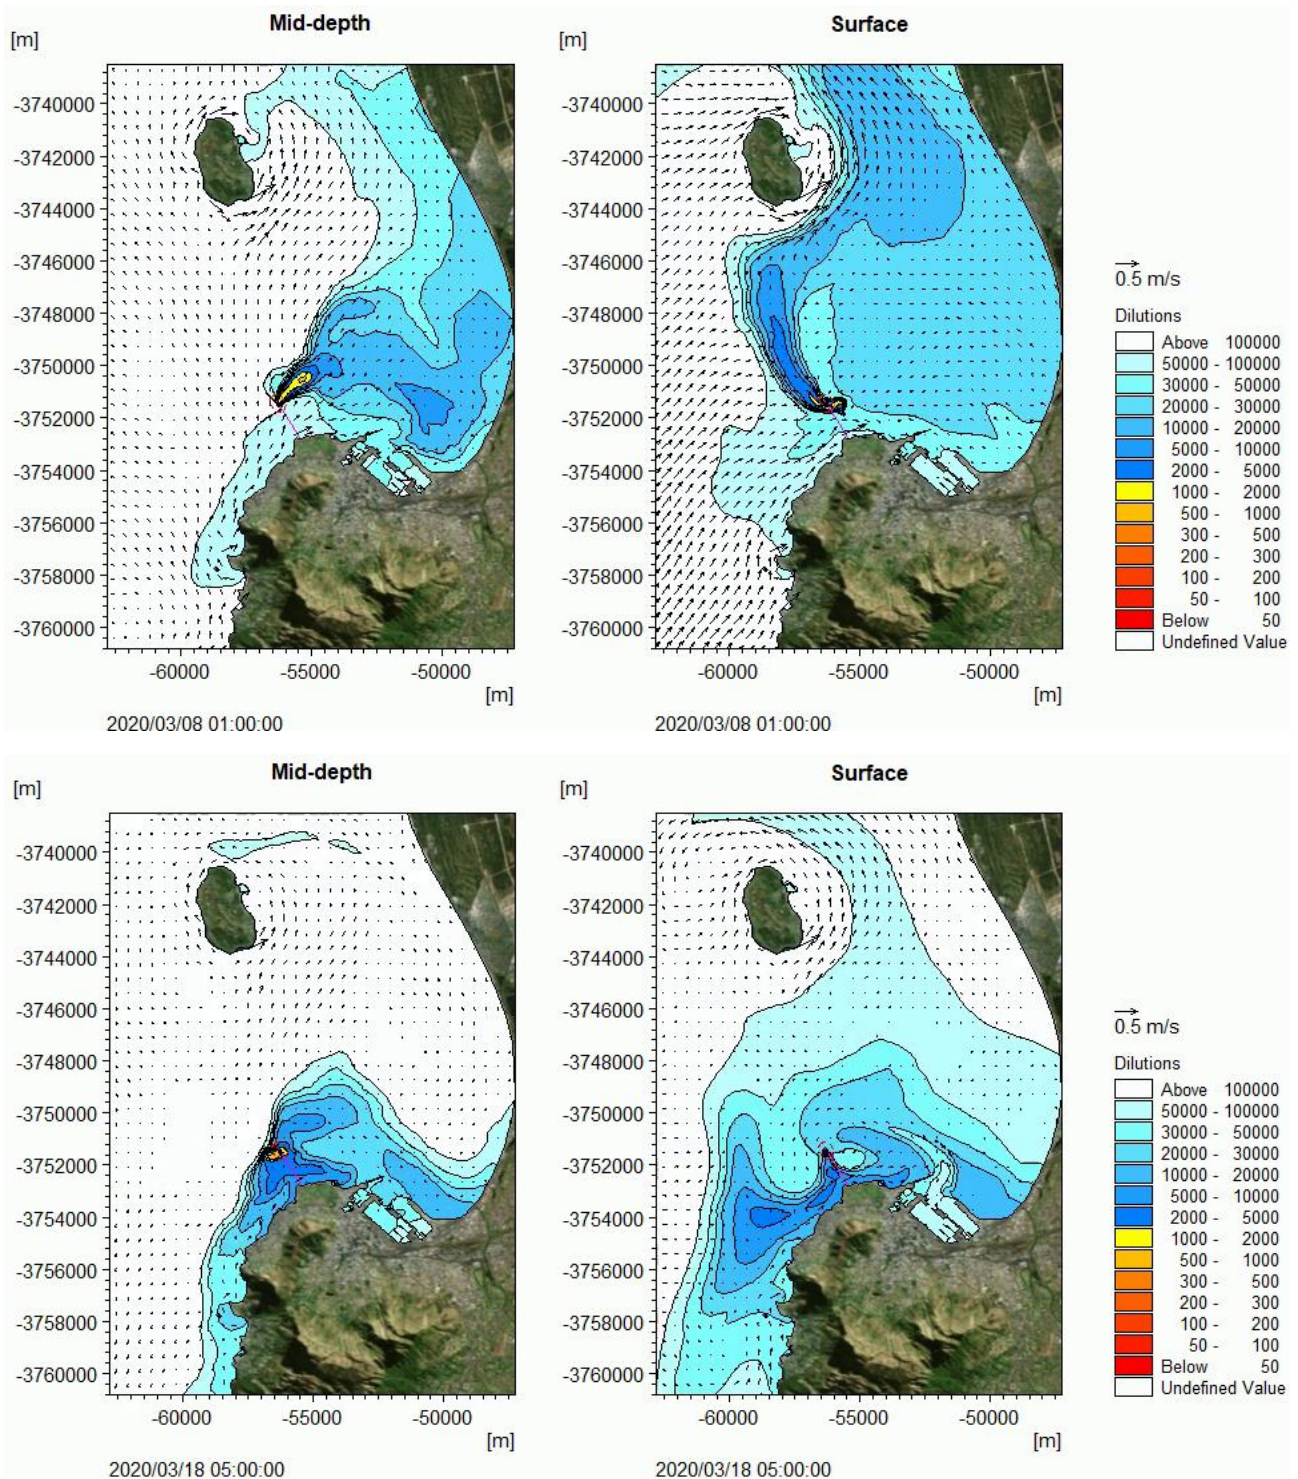 Mid-depth
Surface
[m]
[m]
-3740000
-3742000
-3744000
-3746000
-3748000
-3750000
-3752000
-3754000
-3756000
-3758000
-3760000
-60000 -55000 -50000
[m]
2020/03/08 01:00:00
-3740000
-3742000
-3744000
-3746000
-3748000
-3750000
-3752000
-3754000
-3756000
-3758000
-3760000
-60000 -55000 -50000
[m]
2020/03/08 01:00:00
0.5 m/s
Dilutions
Above 100000
50000 - 100000
30000 - 50000
20000 - 30000
10000 - 20000
5000 - 10000
2000 - 5000
1000 - 2000
500 - 1000
300 - 500
200 - 300
100 - 200
50 - 100
Below 50
Undefined Value
Mid-depth
Surface
[m]
[m]
-3740000
-3742000
-3744000
-3746000
-3748000
-3750000
-3752000
-3754000
-3756000
-3758000
-3760000
-60000 -55000 -50000
[m]
2020/03/18 05:00:00
-3740000
-3742000
-3744000
-3746000
-3748000
-3750000
-3752000
-3754000
-3756000
-3758000
-3760000
-60000 -55000 -50000
[m]
2020/03/18 05:00:00
0.5 m/s
Dilutions
Above 100000
50000 - 100000
30000 - 50000
20000 - 30000
10000 - 20000
5000 - 10000
2000 - 5000
1000 - 2000
500 - 1000
300 - 500
200 - 300
100 - 200
50 - 100
Below 50
Undefined Value